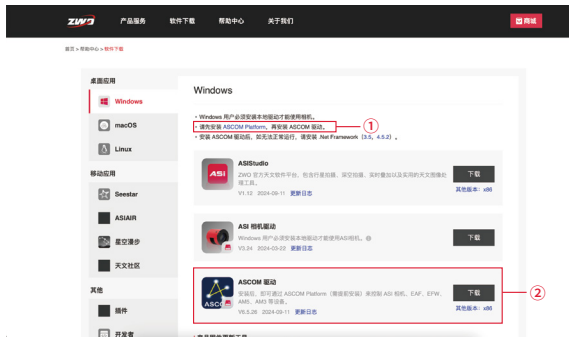 ZWO 产品服务 软件下载 帮助中心 关于我们 商城
首页 > 帮助中心 > 软件下载
桌面应用
Windows
macOS
Linux
移动应用
Seestar
ASIAIR
星空漫步
天文社区
其他
插件
开发者
Windows
• Windows 用户必须安装本地驱动才能使用相机。
• 请先安装 ASCOM Platform，再安装 ASCOM 驱动。 ①
• 安装 ASCOM 驱动后，如无法正常运行，请安装 .Net Framework（3.5，4.5.2）。
ASI
ASIStudio
ZWO 官方天文软件平台，包含行星拍摄、深空拍摄、实时叠加以及实用的天文图像处
理工具。
V1.12 2024-09-11 更新日志
下载
其他版本：x86
ASI 相机驱动
Windows 用户必须安装本地驱动才能使用ASI相机。
V3.24 2024-03-22 更新日志
下载
ASCOM
ASCOM 驱动
安装后，即可通过 ASCOM Platform（需提前安装）来控制 ASI 相机、EAF、EFW、
AM5、AM3 等设备。
V6.5.28 2024-09-11 更新日志
下载
其他版本：x86
②